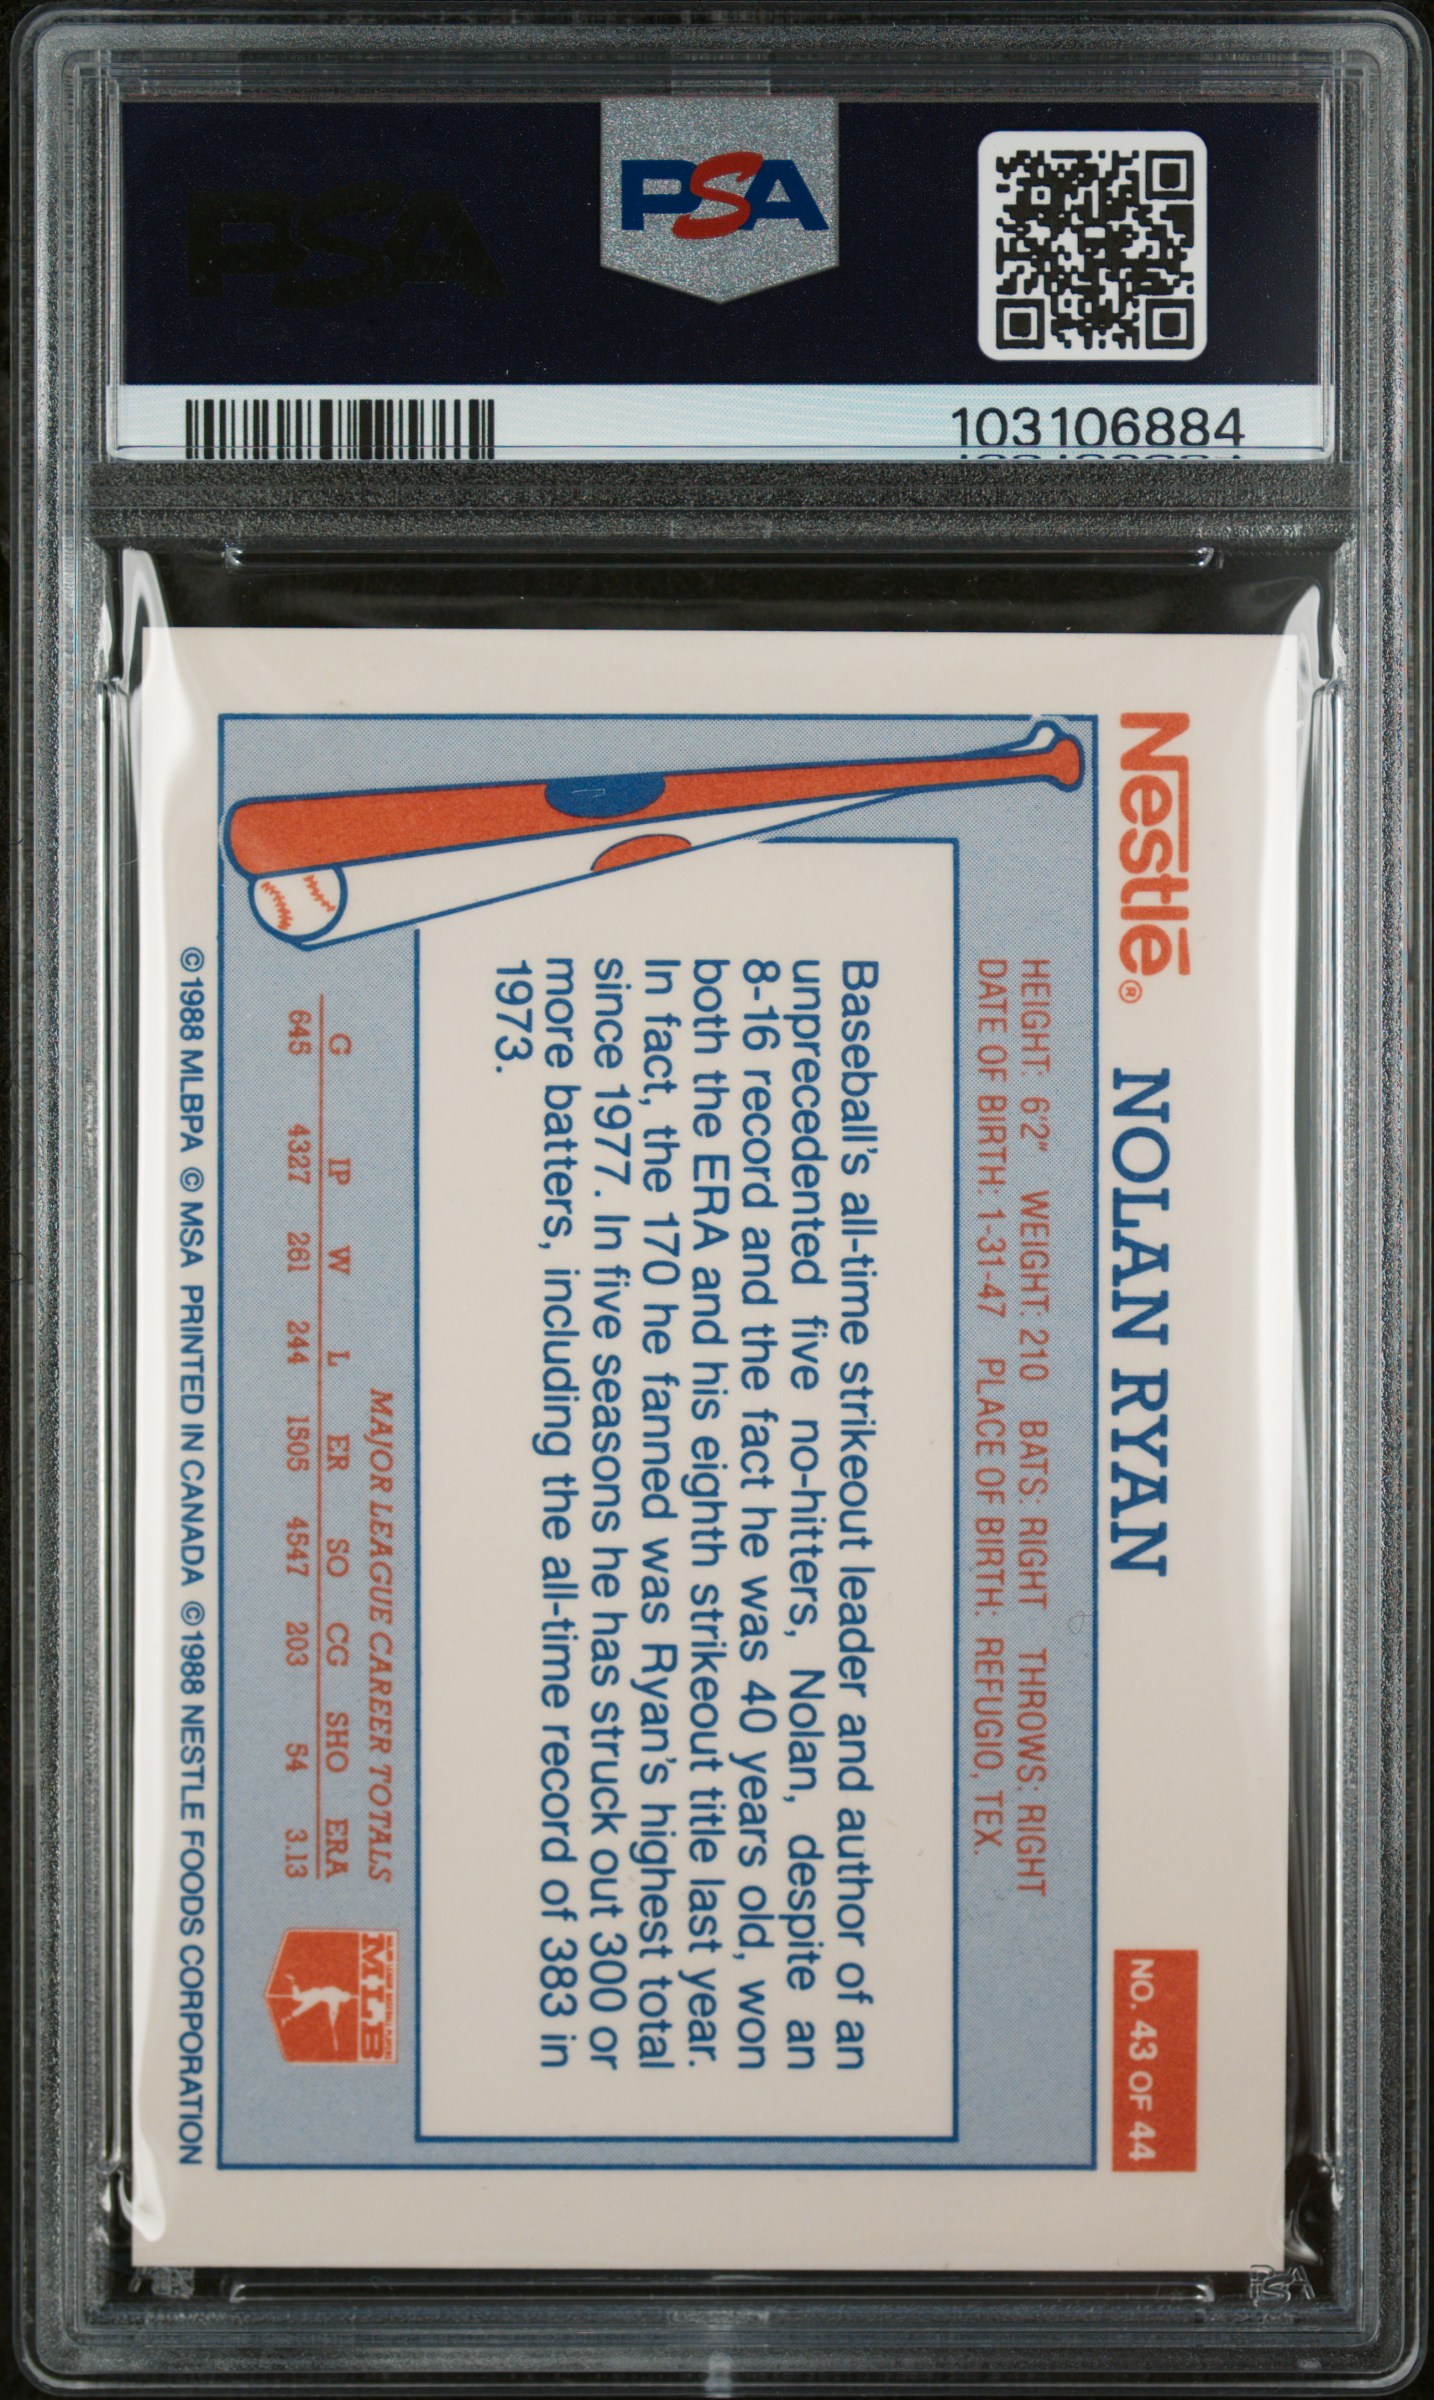 PSA
PSA
103106884
Nestlé®
NOLAN RYAN
NO. 43 OF 44
HEIGHT: 6'2" WEIGHT: 210 BATS: RIGHT THROWS: RIGHT
DATE OF BIRTH: 1-31-47 PLACE OF BIRTH: REFUGIO, TEX.
Baseball's all-time strikeout leader and author of an
unprecedented five no-hitters, Nolan, despite an
8-16 record and the fact he was 40 years old, won
both the ERA and his eighth strikeout title last year.
In fact, the 170 he fanned was Ryan's highest total
since 1977. In five seasons he has struck out 300 or
more batters, including the all-time record of 383 in
1973.
MAJOR LEAGUE CAREER TOTALS
G IP W L ER SO CG SHO ERA
645 4327 261 244 1505 4547 203 54 3.13
MLB
©1988 MLBPA © MSA PRINTED IN CANADA ©1988 NESTLE FOODS CORPORATION
PSA